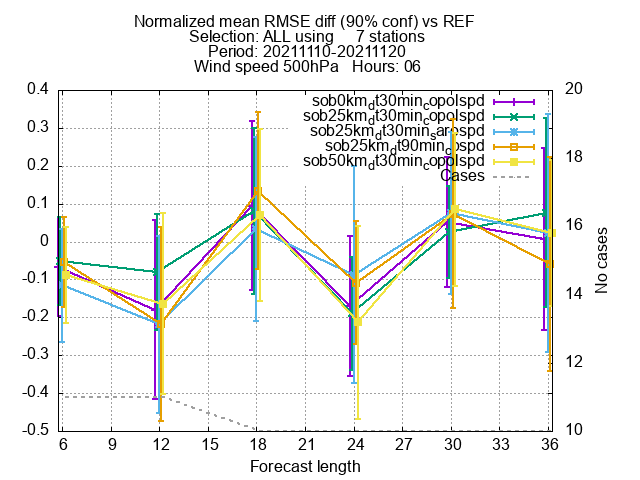 Normalized mean RMSE diff (90% conf) vs REF
Selection: ALL using 7 stations
Period: 20211110-20211120
Wind speed 500hPa Hours: 06
sob0km_dt30min_copolspd
sob25km_dt30min_copolspd
sob50km_dt30min_copolspd
Cases
0.4
0.3
0.2
0.1
0
-0.1
-0.2
-0.3
-0.4
-0.5
20
18
16
14
12
10
No cases
6 9 12 15 18 21 24 27 30 33 36
Forecast length